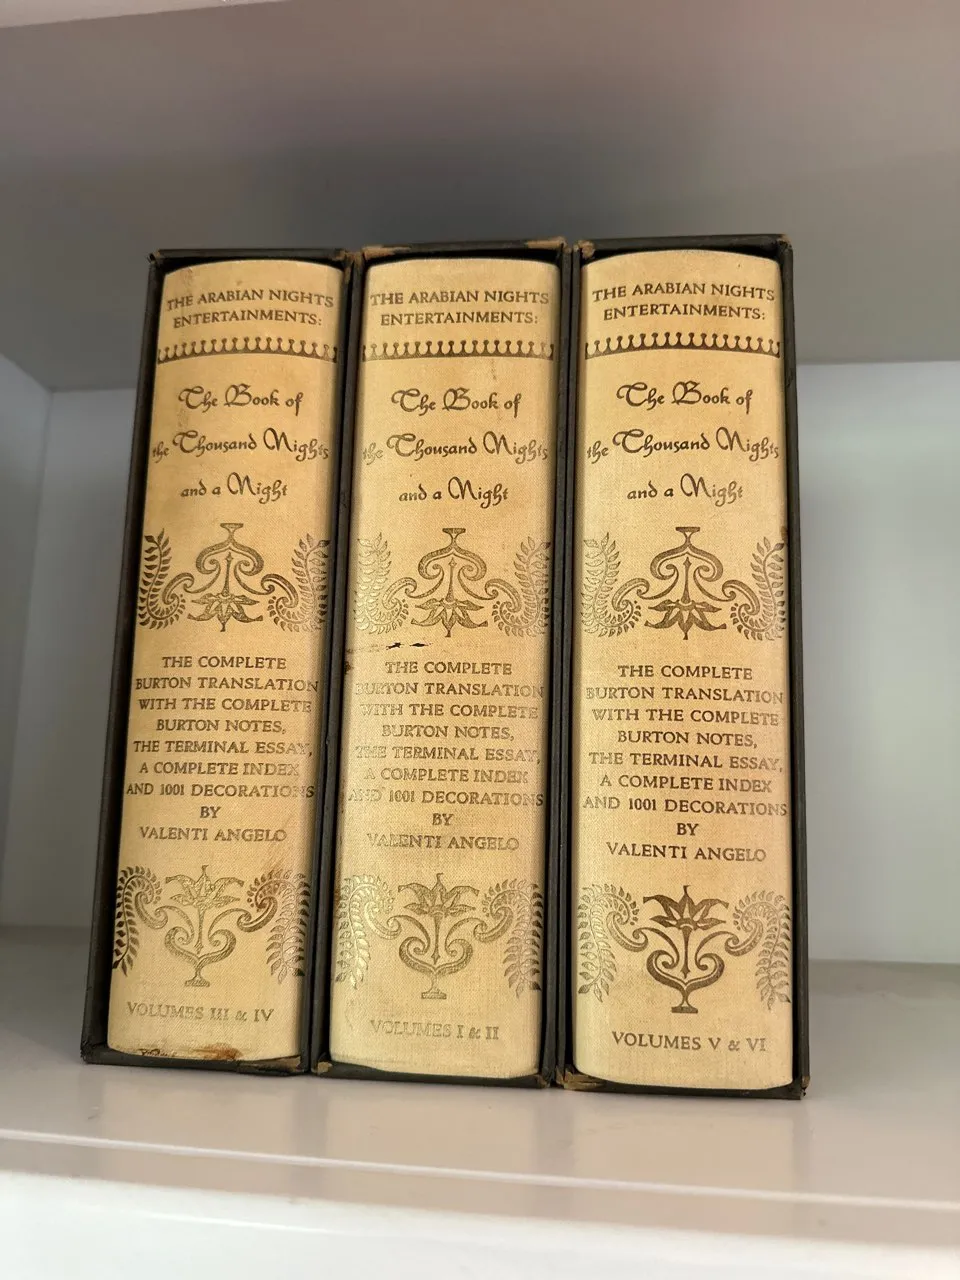 THE ARABIAN NIGHTS
ENTERTAINMENTS:
The Book of
the Thousand Nights
and a Night
THE COMPLETE
BURTON TRANSLATION
WITH THE COMPLETE
BURTON NOTES,
THE TERMINAL ESSAY,
A COMPLETE INDEX
AND 1001 DECORATIONS
BY
VALENTI ANGELO
VOLUMES III & IV
THE ARABIAN NIGHTS
ENTERTAINMENTS:
The Book of
the Thousand Nights
and a Night
THE COMPLETE
BURTON TRANSLATION
WITH THE COMPLETE
BURTON NOTES,
THE TERMINAL ESSAY,
A COMPLETE INDEX
AND 1001 DECORATIONS
BY
VALENTI ANGELO
VOLUMES I & II
THE ARABIAN NIGHTS
ENTERTAINMENTS:
The Book of
the Thousand Nights
and a Night
THE COMPLETE
BURTON TRANSLATION
WITH THE COMPLETE
BURTON NOTES,
THE TERMINAL ESSAY,
A COMPLETE INDEX
AND 1001 DECORATIONS
BY
VALENTI ANGELO
VOLUMES V & VI